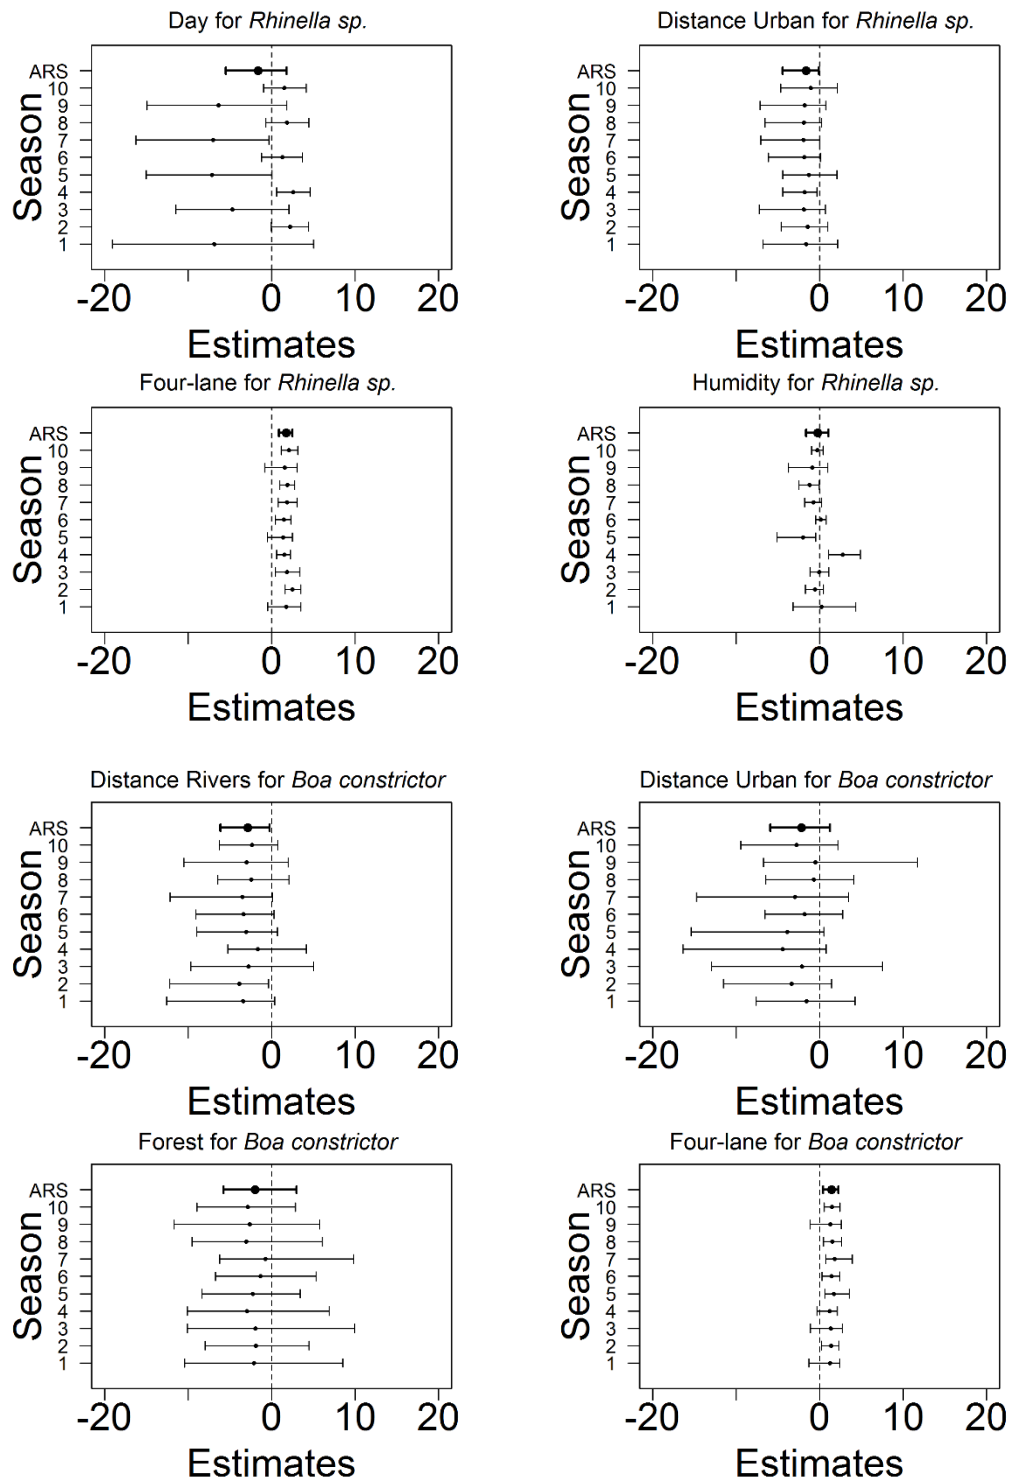 Day for Rhinella sp.
Season
ARS
10
9
8
7
6
5
4
3
2
1
-20 0 20
Estimates
Distance Urban for Rhinella sp.
Season
ARS
10
9
8
7
6
5
4
3
2
1
-20 0 20
Estimates
Four-lane for Rhinella sp.
Season
ARS
10
9
8
7
6
5
4
3
2
1
-20 0 20
Estimates
Humidity for Rhinella sp.
Season
ARS
10
9
8
7
6
5
4
3
2
1
-20 0 20
Estimates
Distance Rivers for Boa constrictor
Season
ARS
10
9
8
7
6
5
4
3
2
1
-20 0 20
Estimates
Distance Urban for Boa constrictor
Season
ARS
10
9
8
7
6
5
4
3
2
1
-20 0 20
Estimates
Forest for Boa constrictor
Season
ARS
10
9
8
7
6
5
4
3
2
1
-20 0 20
Estimates
Four-lane for Boa constrictor
Season
ARS
10
9
8
7
6
5
4
3
2
1
-20 0 20
Estimates